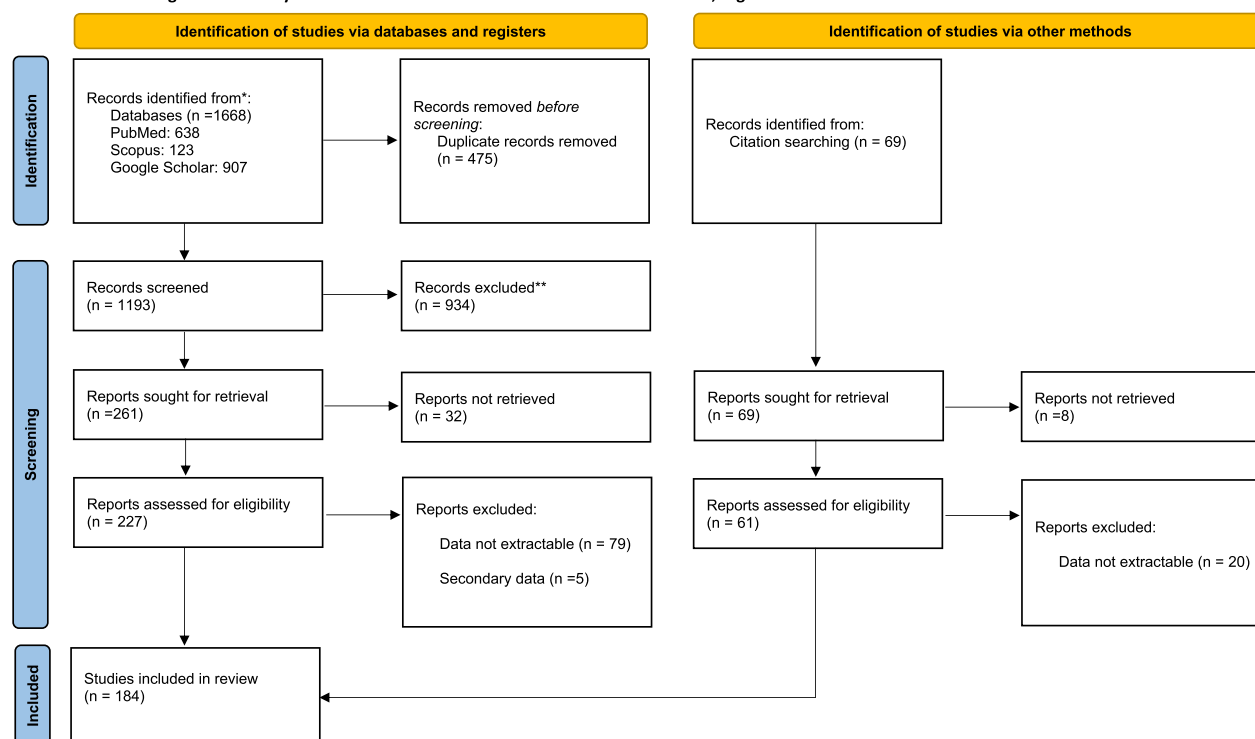 Identification of studies via databases and registers
Identification of studies via other methods
Identification
Records identified from*:
Databases (n =1668)
PubMed: 638
Scopus: 123
Google Scholar: 907
Records removed before
screening:
Duplicate records removed
(n = 475)
Records identified from:
Citation searching (n = 69)
Screening
Records screened
(n = 1193)
Records excluded**
(n = 934)
Reports sought for retrieval
(n =261)
Reports not retrieved
(n = 32)
Reports sought for retrieval
(n = 69)
Reports not retrieved
(n =8)
Reports assessed for eligibility
(n = 227)
Reports excluded:
Data not extractable (n = 79)
Secondary data (n =5)
Reports assessed for eligibility
(n = 61)
Reports excluded:
Data not extractable (n = 20)
Included
Studies included in review
(n = 184)